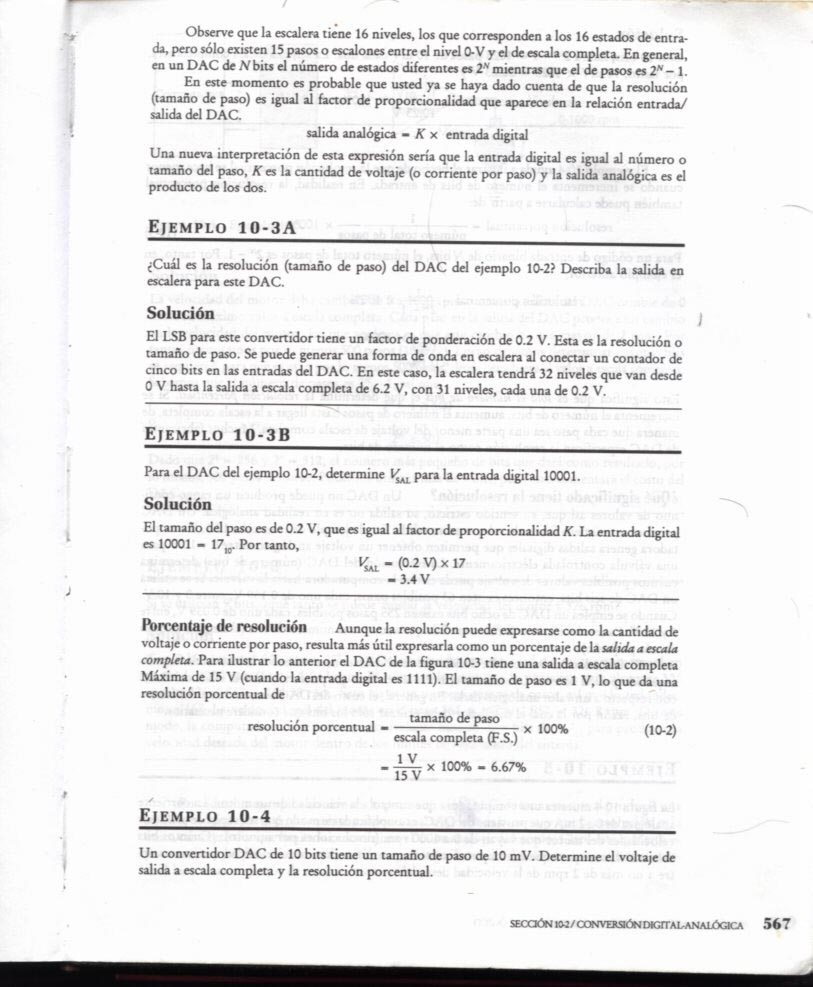 Observe que la escalera tiene 16 niveles, los que corresponden a los 16 estados de entra-
da, pero sólo existen 15 pasos o escalones entre el nivel 0-V y el de escala completa. En general,
en un DAC de N bits el número de estados diferentes es 2ᴺ mientras que el de pasos es 2ᴺ – 1.
En este momento es probable que usted ya se haya dado cuenta de que la resolución
(tamaño de paso) es igual al factor de proporcionalidad que aparece en la relación entrada/
salida del DAC.
salida analógica = K × entrada digital
Una nueva interpretación de esta expresión sería que la entrada digital es igual al número o
tamaño del paso, K es la cantidad de voltaje (o corriente por paso) y la salida analógica es el
producto de los dos.
EJEMPLO 10-3A
¿Cuál es la resolución (tamaño de paso) del DAC del ejemplo 10-2? Describa la salida en
escalera para este DAC.
Solución
El LSB para este convertidor tiene un factor de ponderación de 0.2 V. Esta es la resolución o
tamaño de paso. Se puede generar una forma de onda en escalera al conectar un contador de
cinco bits en las entradas del DAC. En este caso, la escalera tendrá 32 niveles que van desde
0 V hasta la salida a escala completa de 6.2 V, con 31 niveles, cada una de 0.2 V.
EJEMPLO 10-3B
Para el DAC del ejemplo 10-2, determine V_SAL para la entrada digital 10001.
Solución
El tamaño del paso es de 0.2 V, que es igual al factor de proporcionalidad K. La entrada digital
es 10001 = 17₁₀. Por tanto,
V_SAL = (0.2 V) × 17
= 3.4 V
Porcentaje de resolución Aunque la resolución puede expresarse como la cantidad de
voltaje o corriente por paso, resulta más útil expresarla como un porcentaje de la salida a escala
completa. Para ilustrar lo anterior el DAC de la figura 10-3 tiene una salida a escala completa
Máxima de 15 V (cuando la entrada digital es 1111). El tamaño de paso es 1 V, lo que da una
resolución porcentual de
resolución porcentual = tamaño de paso / escala completa (F.S.) × 100% (10-2)
= 1 V / 15 V × 100% = 6.67%
EJEMPLO 10-4
Un convertidor DAC de 10 bits tiene un tamaño de paso de 10 mV. Determine el voltaje de
salida a escala completa y la resolución porcentual.
SECCIÓN 10-2 / CONVERSIÓN DIGITAL-ANALÓGICA 567